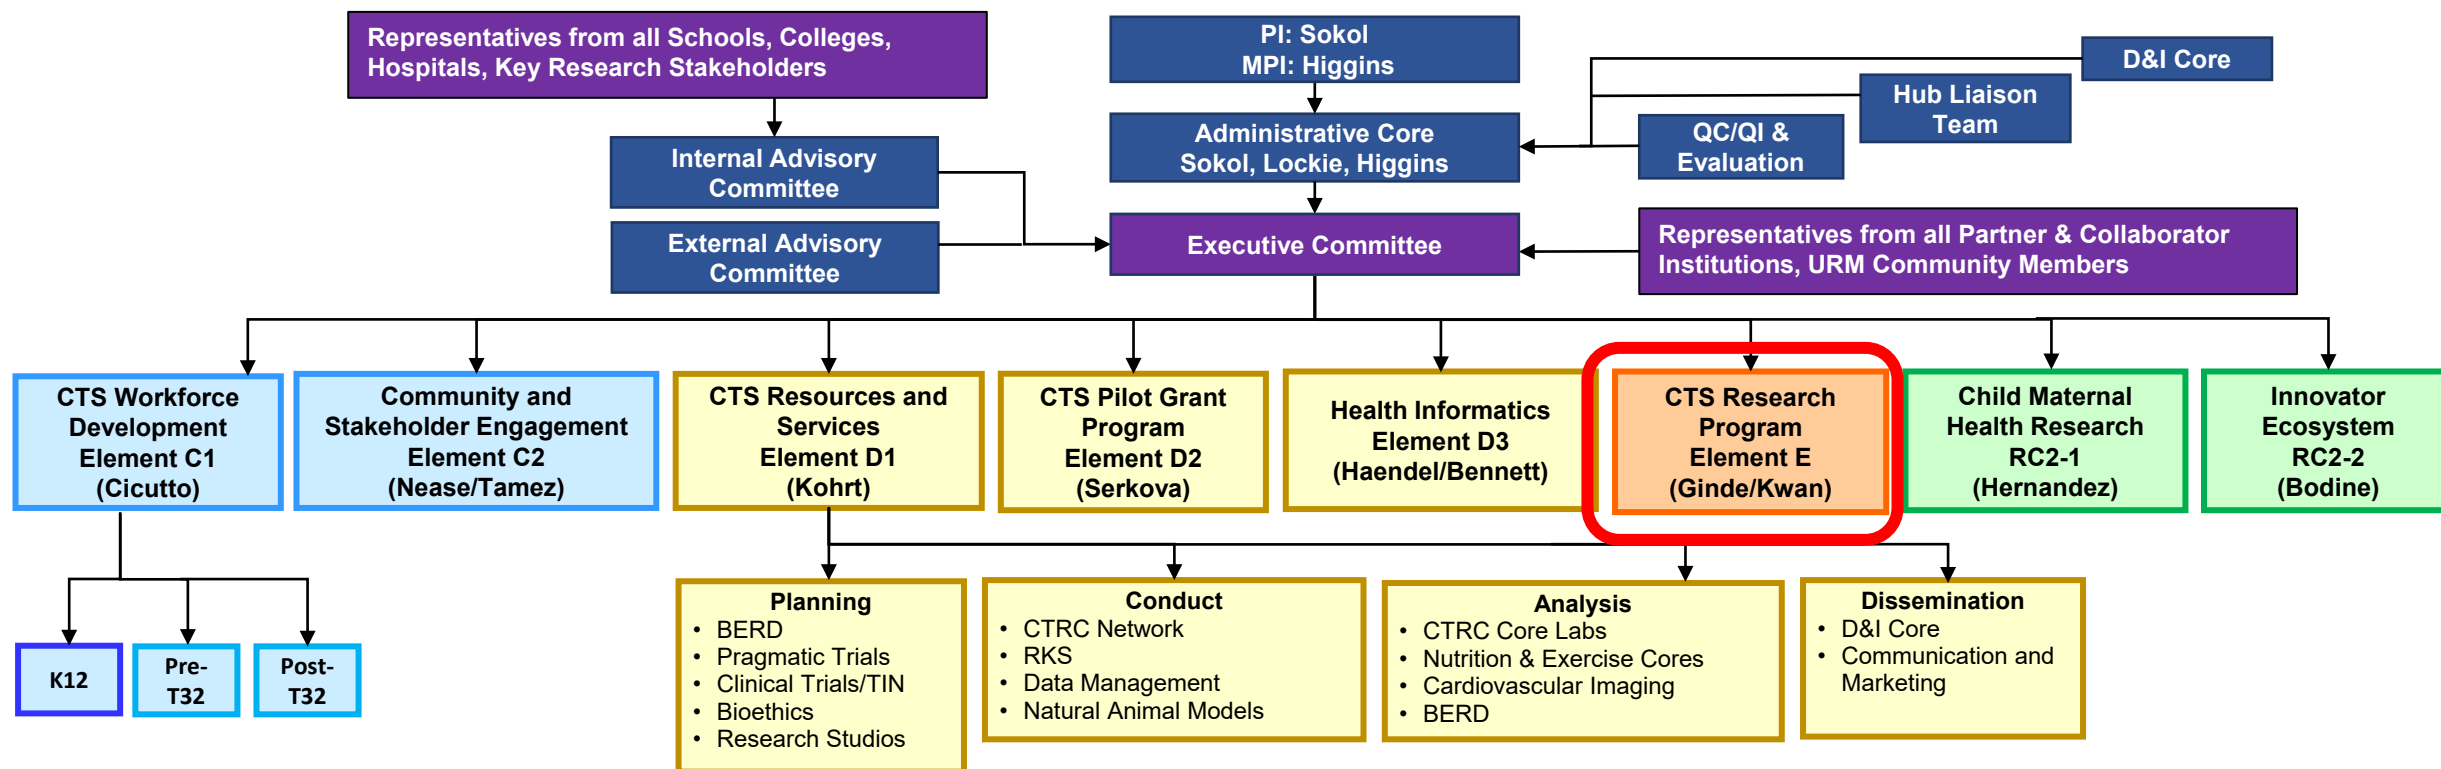 Representatives from all Schools, Colleges,
Hospitals, Key Research Stakeholders
PI: Sokol
MPI: Higgins
D&I Core
Hub Liaison
Team
QC/QI &
Evaluation
Administrative Core
Sokol, Lockie, Higgins
Internal Advisory
Committee
External Advisory
Committee
Executive Committee
Representatives from all Partner & Collaborator
Institutions, URM Community Members
CTS Workforce
Development
Element C1
(Cicutto)
Community and
Stakeholder Engagement
Element C2
(Nease/Tamez)
CTS Resources and
Services
Element D1
(Kohrt)
CTS Pilot Grant
Program
Element D2
(Serkova)
Health Informatics
Element D3
(Haendel/Bennett)
CTS Research
Program
Element E
(Ginde/Kwan)
Child Maternal
Health Research
RC2-1
(Hernandez)
Innovator
Ecosystem
RC2-2
(Bodine)
K12
Pre-
T32
Post-
T32
Planning
• BERD
• Pragmatic Trials
• Clinical Trials/TIN
• Bioethics
• Research Studios
Conduct
• CTRC Network
• RKS
• Data Management
• Natural Animal Models
Analysis
• CTRC Core Labs
• Nutrition & Exercise Cores
• Cardiovascular Imaging
• BERD
Dissemination
• D&I Core
• Communication and
Marketing